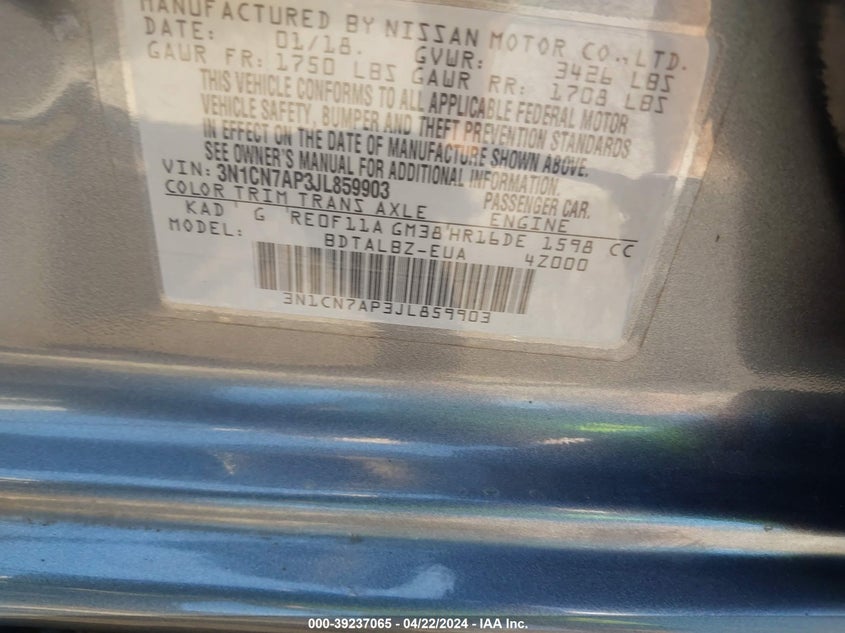 MANUFACTURED BY NISSAN MOTOR CO., LTD.
DATE: 01/18. GVWR: 3426 LBS
GAWR FR: 1750 LBS GAWR RR: 1708 LBS
THIS VEHICLE CONFORMS TO ALL APPLICABLE FEDERAL MOTOR
VEHICLE SAFETY, BUMPER AND THEFT PREVENTION STANDARDS
IN EFFECT ON THE DATE OF MANUFACTURE SHOWN ABOVE.
SEE OWNER'S MANUAL FOR ADDITIONAL INFORMATION.
VIN: 3N1CN7AP3JL859903 PASSENGER CAR.
COLOR TRIM TRANS AXLE ENGINE
KAD G RE0F11A GM38 HR16DE 1598 CC
MODEL: BDTALBZ-EUA 4Z000
3N1CN7AP3JL859903
000-39237065 - 04/22/2024 - IAA Inc.